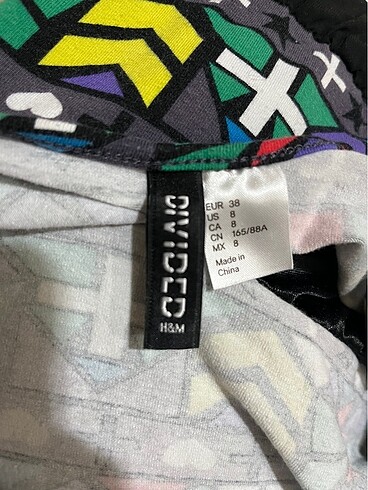 DIVIDED
H&M
EUR 38
US 8
CA 8
CN 165/88A
MX 8
Made in
China